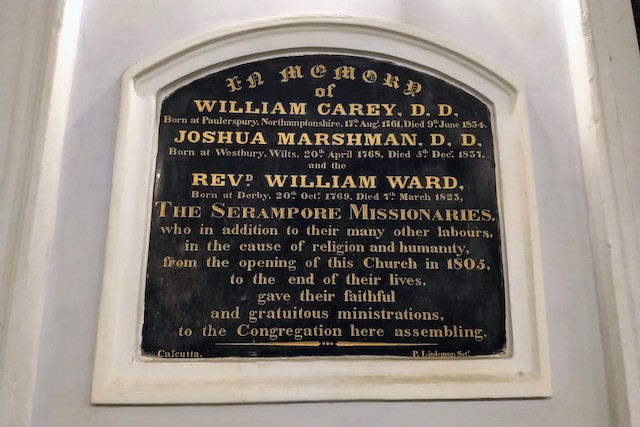 IN MEMORY
of
WILLIAM CAREY, D. D.
Born at Paulerspury, Northamptonshire, 17th Augt. 1761, Died 9th June 1834.
JOSHUA MARSHMAN, D. D.
Born at Westbury, Wilts, 20th April 1768, Died 5th Decr. 1837.
and the
REVD. WILLIAM WARD,
Born at Derby, 20th Octr. 1769, Died 7th March 1823,
THE SERAMPORE MISSIONARIES,
who in addition to their many other labours,
in the cause of religion and humanity,
from the opening of this Church in 1805,
to the end of their lives,
gave their faithful
and gratuitous ministrations,
to the Congregation here assembling.
Calcutta. P. Lindeman Sct.